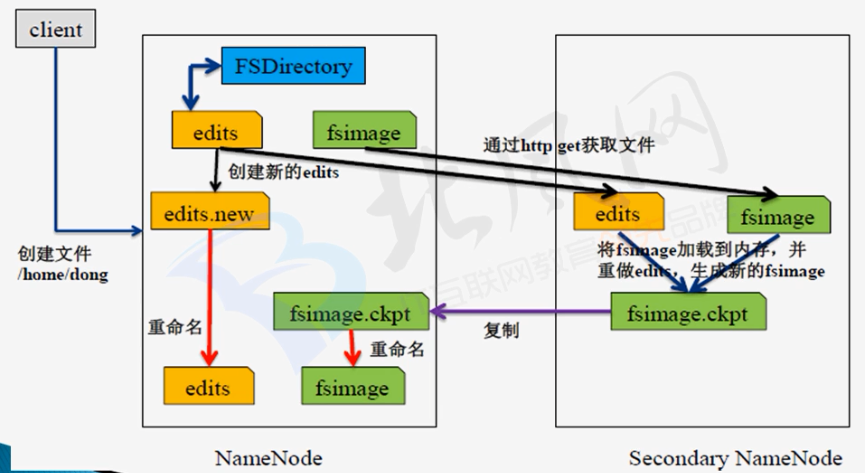 client
FSDirectory
edits
fsimage
通过http get获取文件
创建新的edits
edits.new
edits
fsimage
创建文件
/home/dong
将fsimage加载到内存，并
重做edits，生成新的fsimage
重命名
fsimage.ckpt
重命名
复制
fsimage.ckpt
edits
fsimage
NameNode
Secondary NameNode
北风网